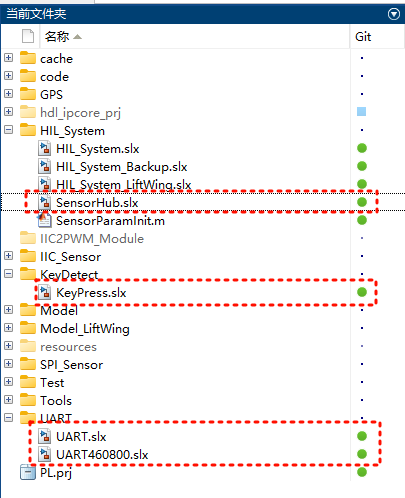 当前文件夹
名称 Git
cache
code
GPS
hdl_ipcore_prj
HIL_System
HIL_System.slx
HIL_System_Backup.slx
HIL_System_LiftWing.slx
SensorHub.slx
SensorParamInit.m
IIC2PWM_Module
IIC_Sensor
KeyDetect
KeyPress.slx
Model
Model_LiftWing
resources
SPI_Sensor
Test
Tools
UART
UART.slx
UART460800.slx
PL.prj